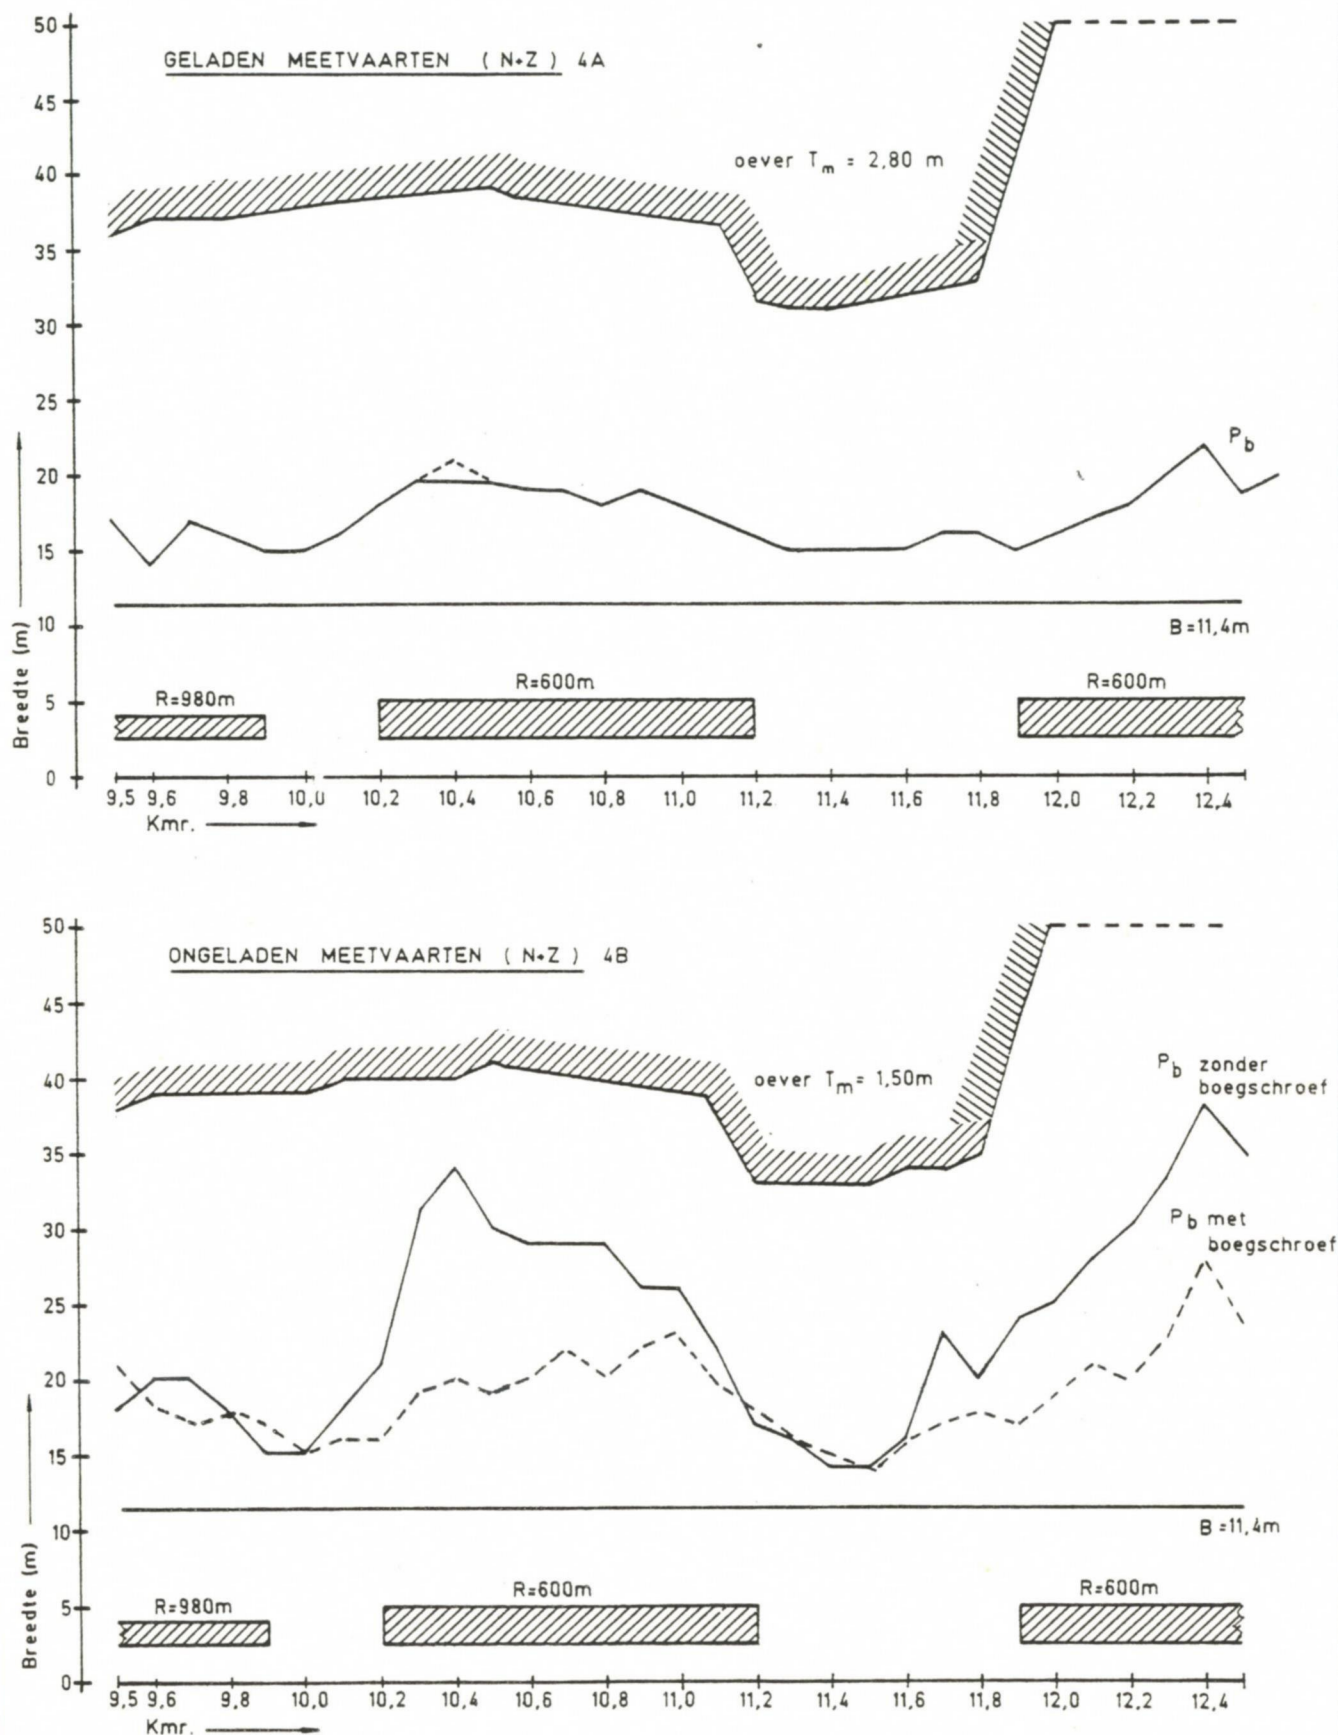 GELADEN MEETVAARTEN (N+Z) 4A
50
45
40
35
30
25
20
15
10
5
0
Breedte (m)
oever Tm = 2,80 m
Pb
B=11,4m
R=980m
R=600m
R=600m
9,5 9,6 9,8 10,0 10,2 10,4 10,6 10,8 11,0 11,2 11,4 11,6 11,8 12,0 12,2 12,4
Kmr.
ONGELADEN MEETVAARTEN (N+Z) 4B
50
45
40
35
30
25
20
15
10
5
0
Breedte (m)
oever Tm = 1,50m
Pb zonder
boegschroef
Pb met
boegschroef
B=11,4m
R=980m
R=600m
R=600m
9,5 9,6 9,8 10,0 10,2 10,4 10,6 10,8 11,0 11,2 11,4 11,6 11,8 12,0 12,2 12,4
Kmr.